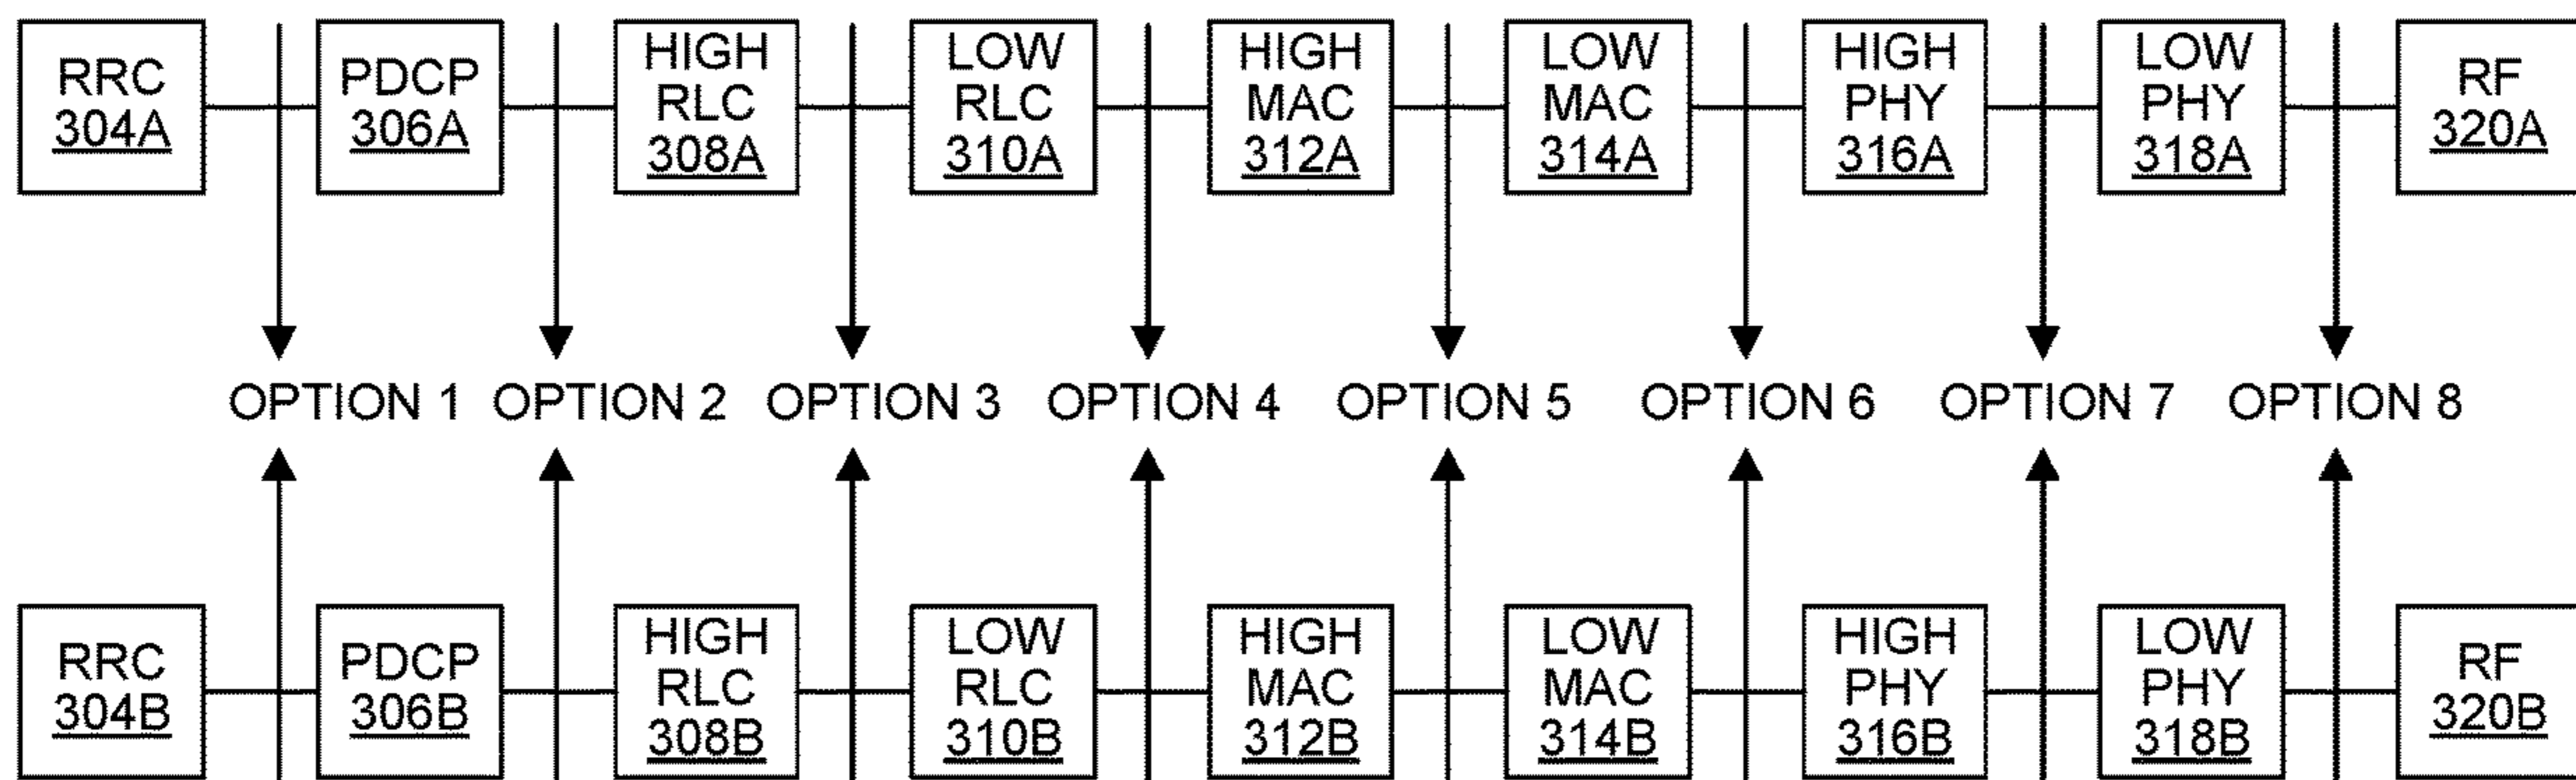 RRC
304A
PDCP
306A
HIGH
RLC
308A
LOW
RLC
310A
HIGH
MAC
312A
LOW
MAC
314A
HIGH
PHY
316A
LOW
PHY
318A
RF
320A
OPTION 1
OPTION 2
OPTION 3
OPTION 4
OPTION 5
OPTION 6
OPTION 7
OPTION 8
RRC
304B
PDCP
306B
HIGH
RLC
308B
LOW
RLC
310B
HIGH
MAC
312B
LOW
MAC
314B
HIGH
PHY
316B
LOW
PHY
318B
RF
320B